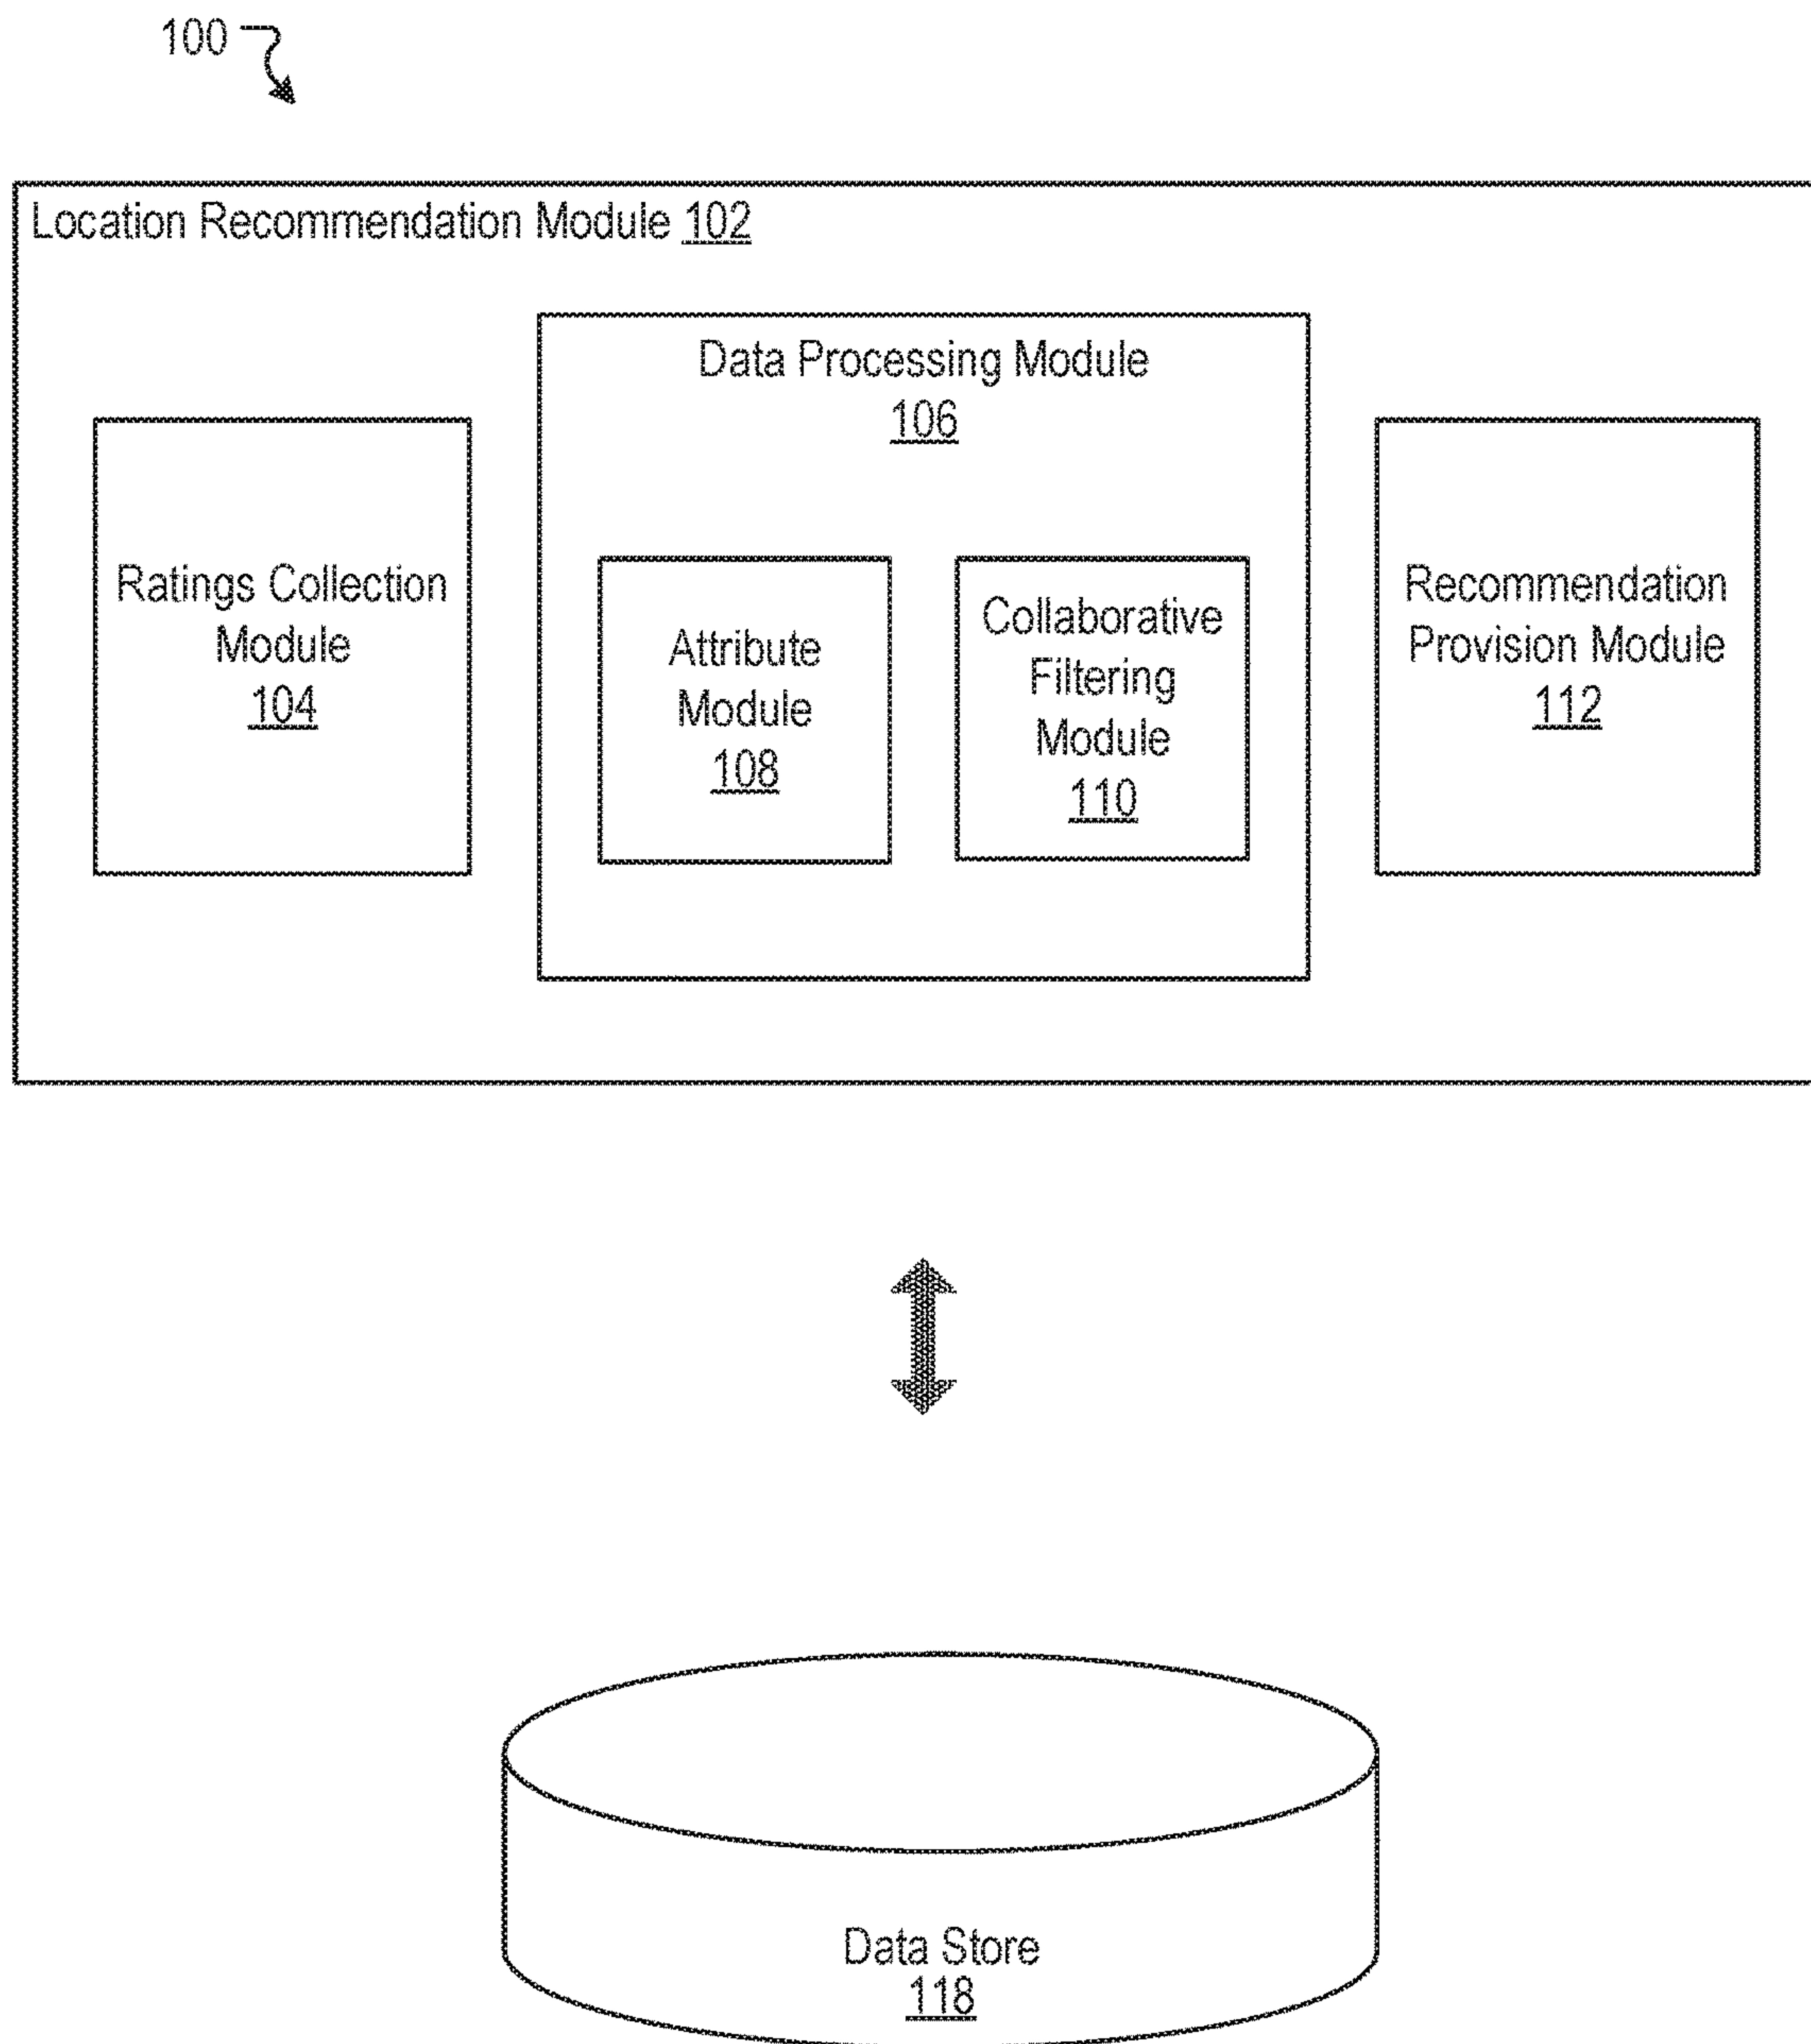 100
Location Recommendation Module 102
Data Processing Module
106
Ratings Collection
Module
104
Attribute
Module
108
Collaborative
Filtering
Module
110
Recommendation
Provision Module
112
Data Store
118